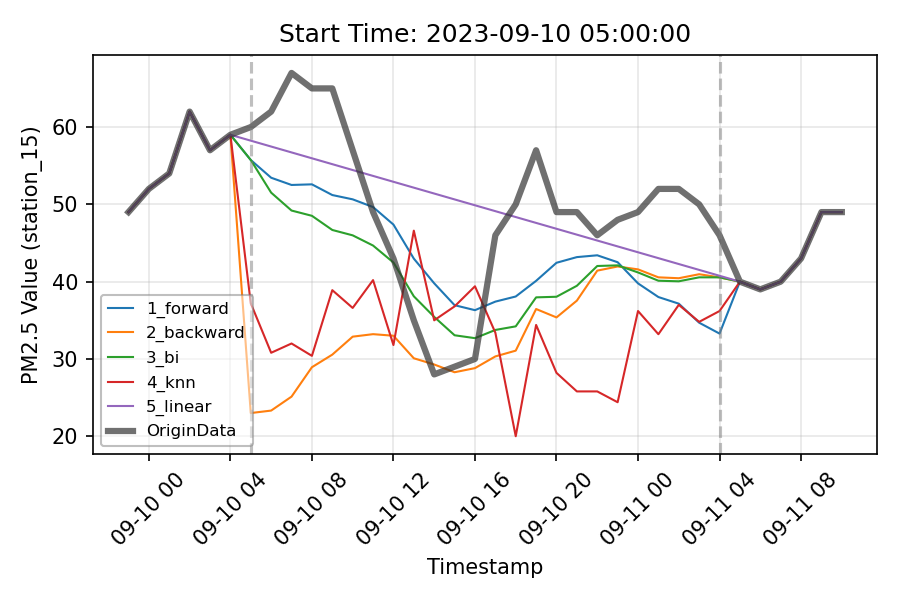 Start Time: 2023-09-10 05:00:00
PM2.5 Value (station_15)
60
50
40
30
20
1_forward
2_backward
3_bi
4_knn
5_linear
OriginData
09-10 00
09-10 04
09-10 08
09-10 12
09-10 16
09-10 20
09-11 00
09-11 04
09-11 08
Timestamp